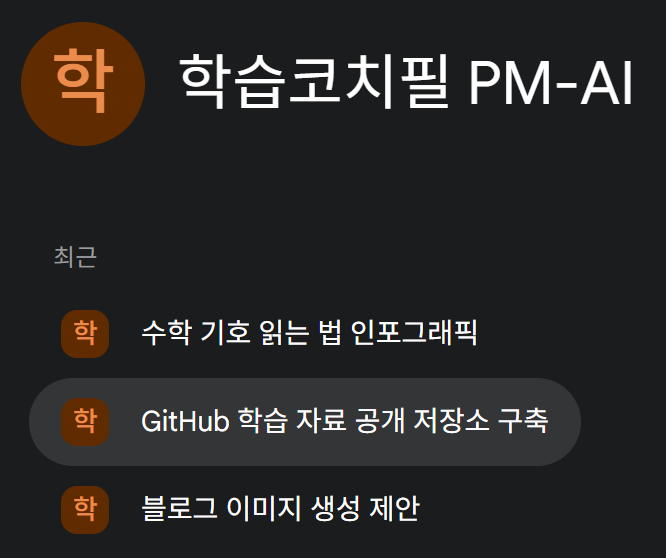 학
학습코치필 PM-AI
최근
학 수학 기호 읽는 법 인포그래픽
학 GitHub 학습 자료 공개 저장소 구축
학 블로그 이미지 생성 제안